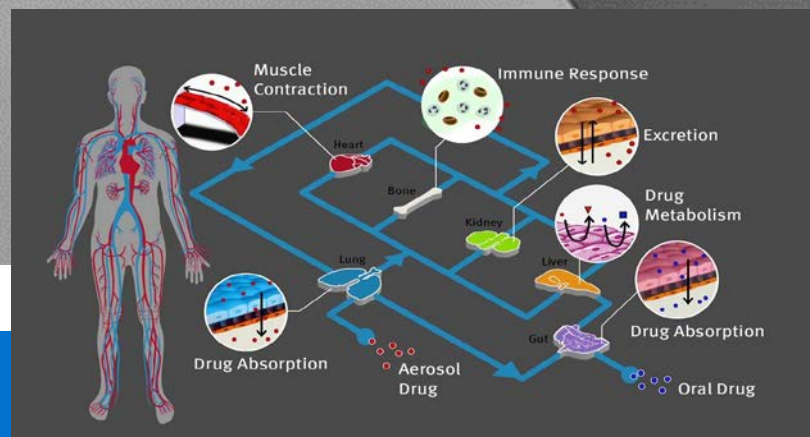 Muscle
Contraction
Immune Response
Excretion
Heart
Bone
Kidney
Drug
Metabolism
Lung
Liver
Drug Absorption
Gut
Drug Absorption
Aerosol
Drug
Oral Drug